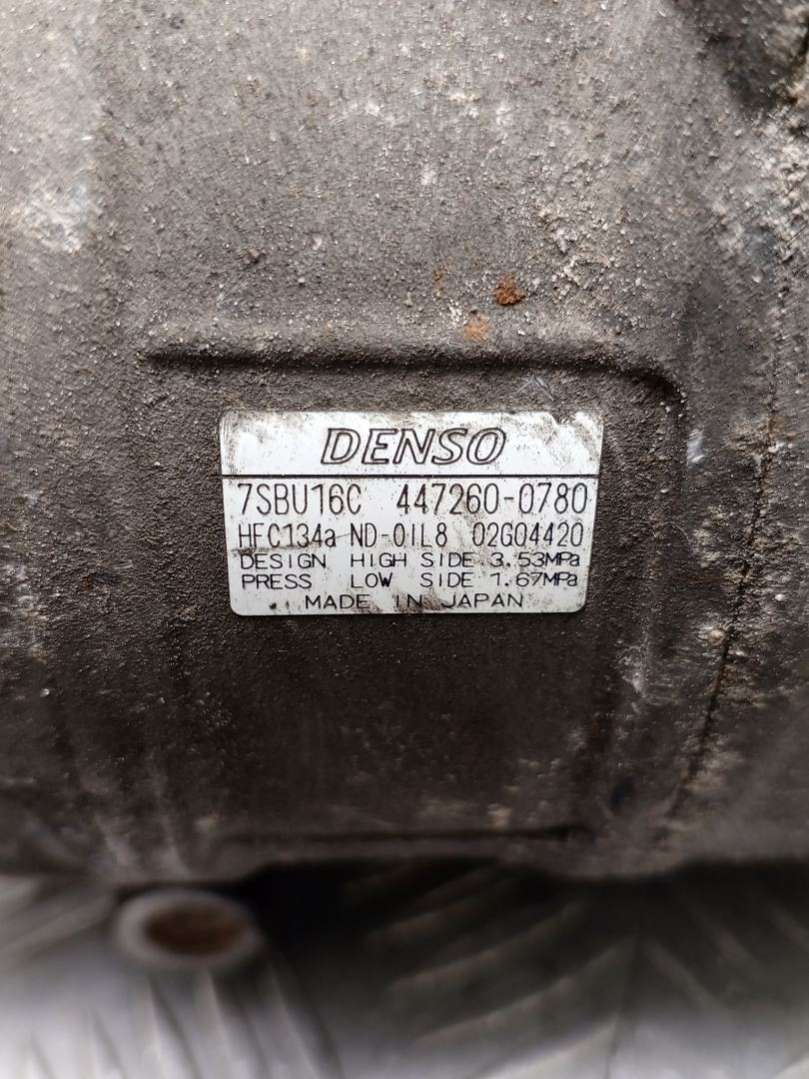 DENSO
7SBU16C 447260-0780
HFC134a ND-OIL8 02G04420
DESIGN HIGH SIDE 3.53MPa
PRESS LOW SIDE 1.67MPa
MADE IN JAPAN